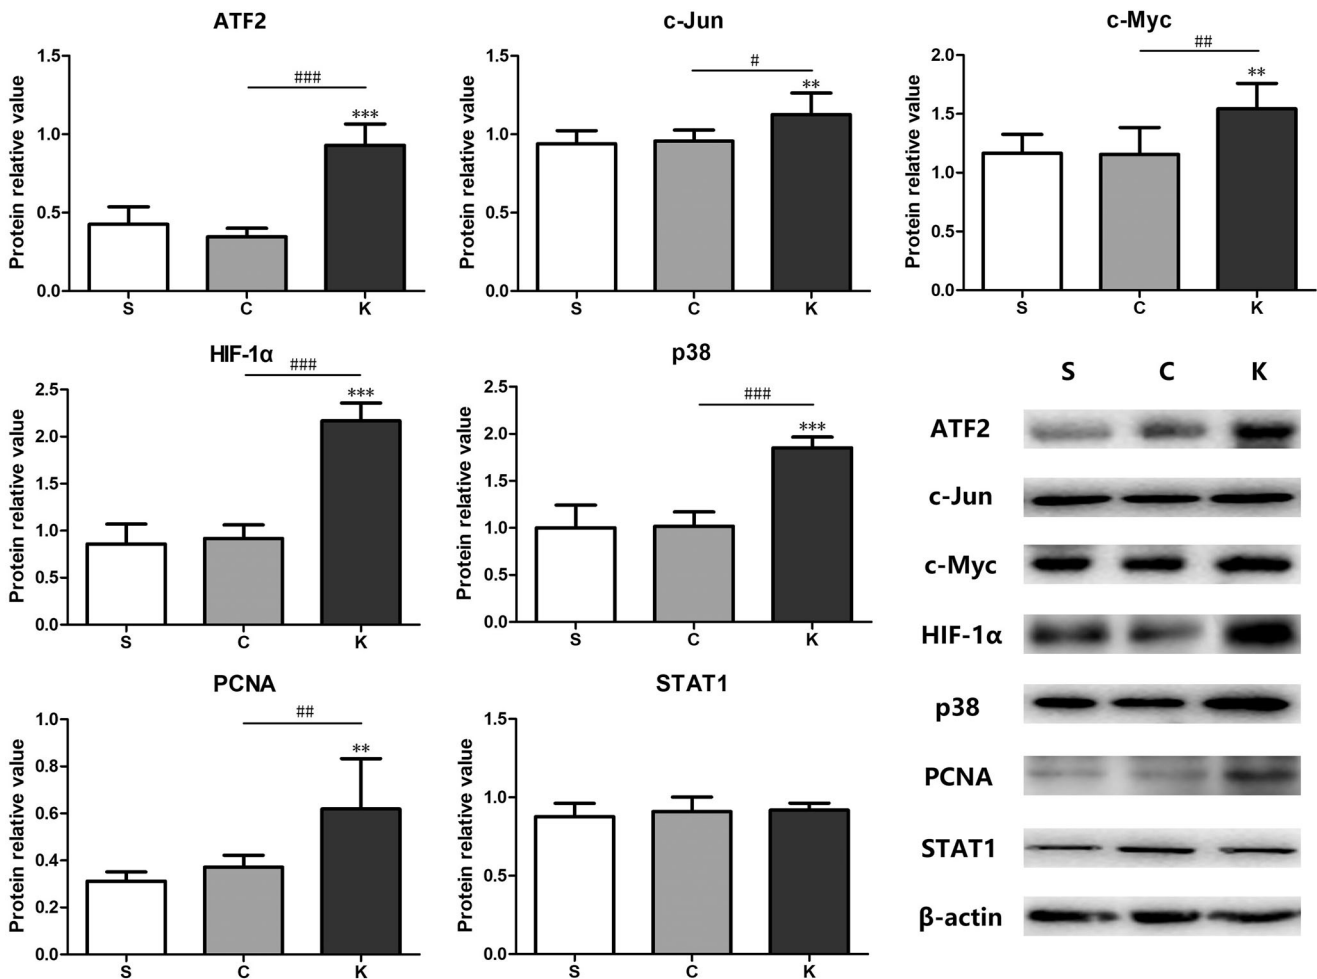 ATF2
Protein relative value
1.5
1.0
0.5
0.0
###
***
S C K
c-Jun
Protein relative value
1.5
1.0
0.5
0.0
#
**
S C K
c-Myc
Protein relative value
2.0
1.5
1.0
0.5
0.0
##
**
S C K
HIF-1α
Protein relative value
2.5
2.0
1.5
1.0
0.5
0.0
###
***
S C K
p38
Protein relative value
2.5
2.0
1.5
1.0
0.5
0.0
###
***
S C K
PCNA
Protein relative value
1.0
0.8
0.6
0.4
0.2
0.0
##
**
S C K
STAT1
Protein relative value
1.5
1.0
0.5
0.0
S C K
S C K
ATF2
c-Jun
c-Myc
HIF-1α
p38
PCNA
STAT1
β-actin